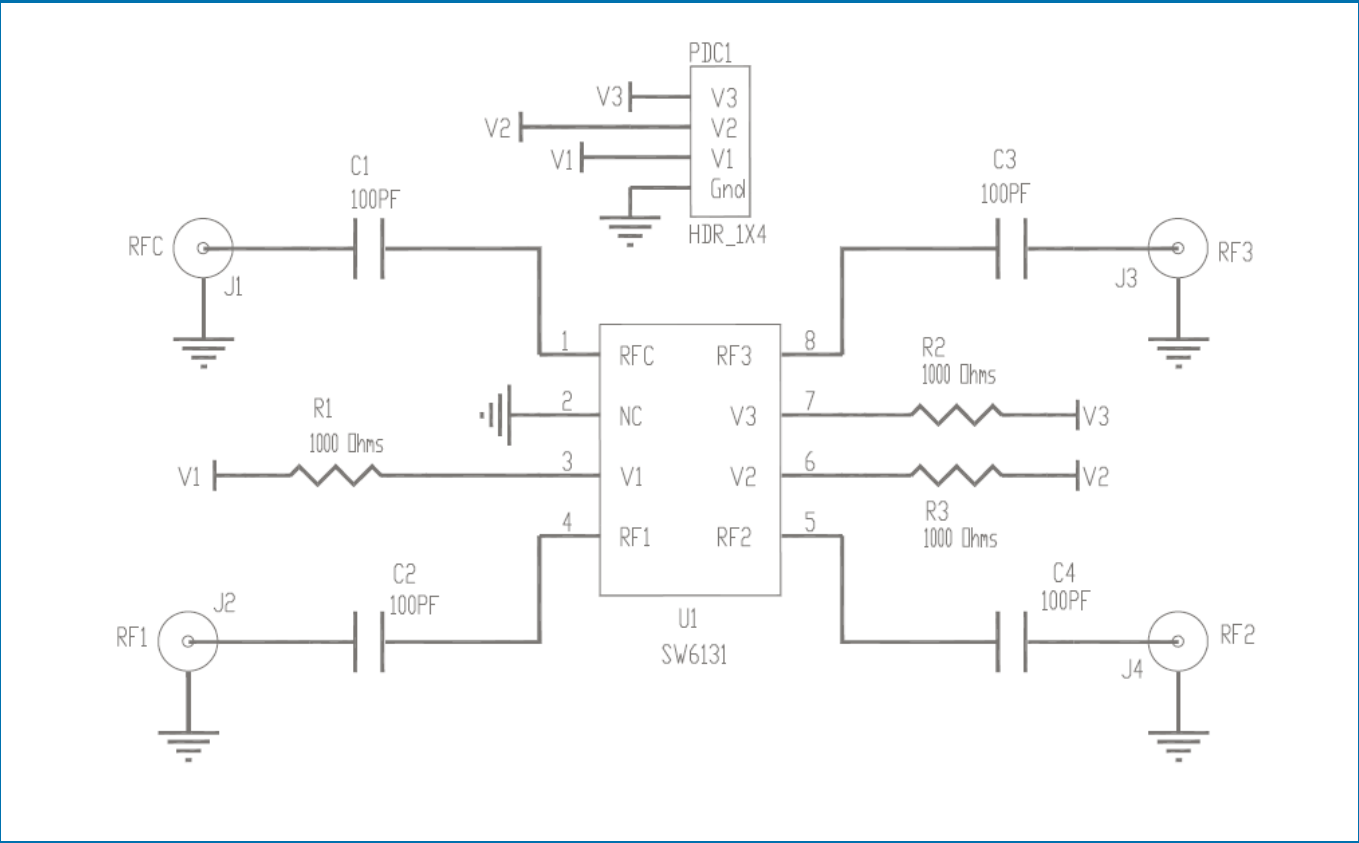 PDC1
V3
V3
V2
V2
V1
V1
Gnd
HDR_1X4
C1
100PF
RFC
J1
C3
100PF
RF3
J3
1
RFC
RF3
8
2
NC
V3
7
R2
1000 Ohms
V3
R1
1000 Ohms
V1
3
V1
V2
6
V2
R3
1000 Ohms
4
RF1
RF2
5
U1
SW6131
C2
100PF
J2
RF1
C4
100PF
RF2
J4